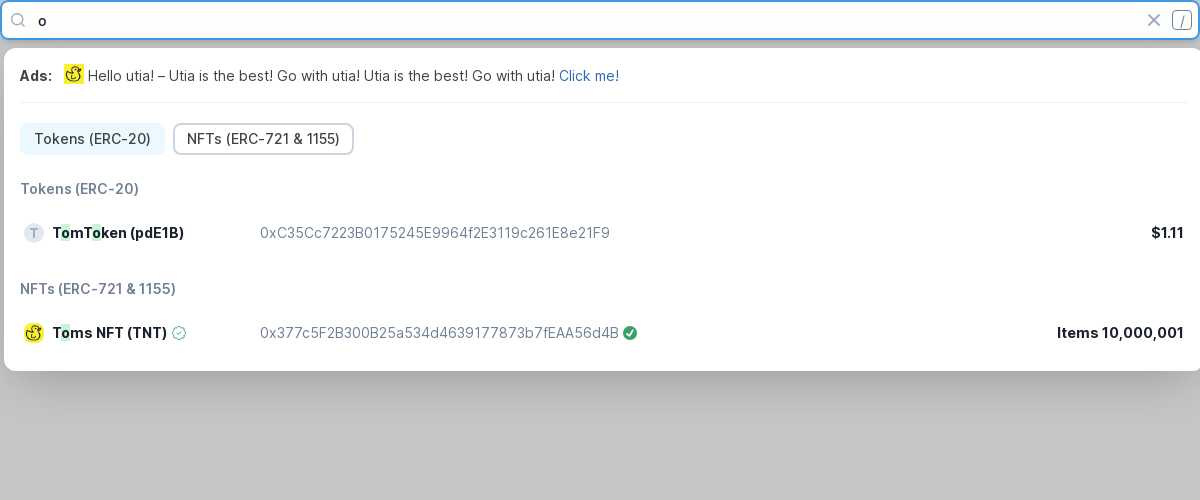 o /
Ads: Hello utia! – Utia is the best! Go with utia! Utia is the best! Go with utia! Click me!
Tokens (ERC-20) NFTs (ERC-721 & 1155)
Tokens (ERC-20)
T TomToken (pdE1B) 0xC35Cc7223B0175245E9964f2E3119c261E8e21F9 $1.11
NFTs (ERC-721 & 1155)
Toms NFT (TNT) 0x377c5F2B300B25a534d4639177873b7fEAA56d4B Items 10,000,001